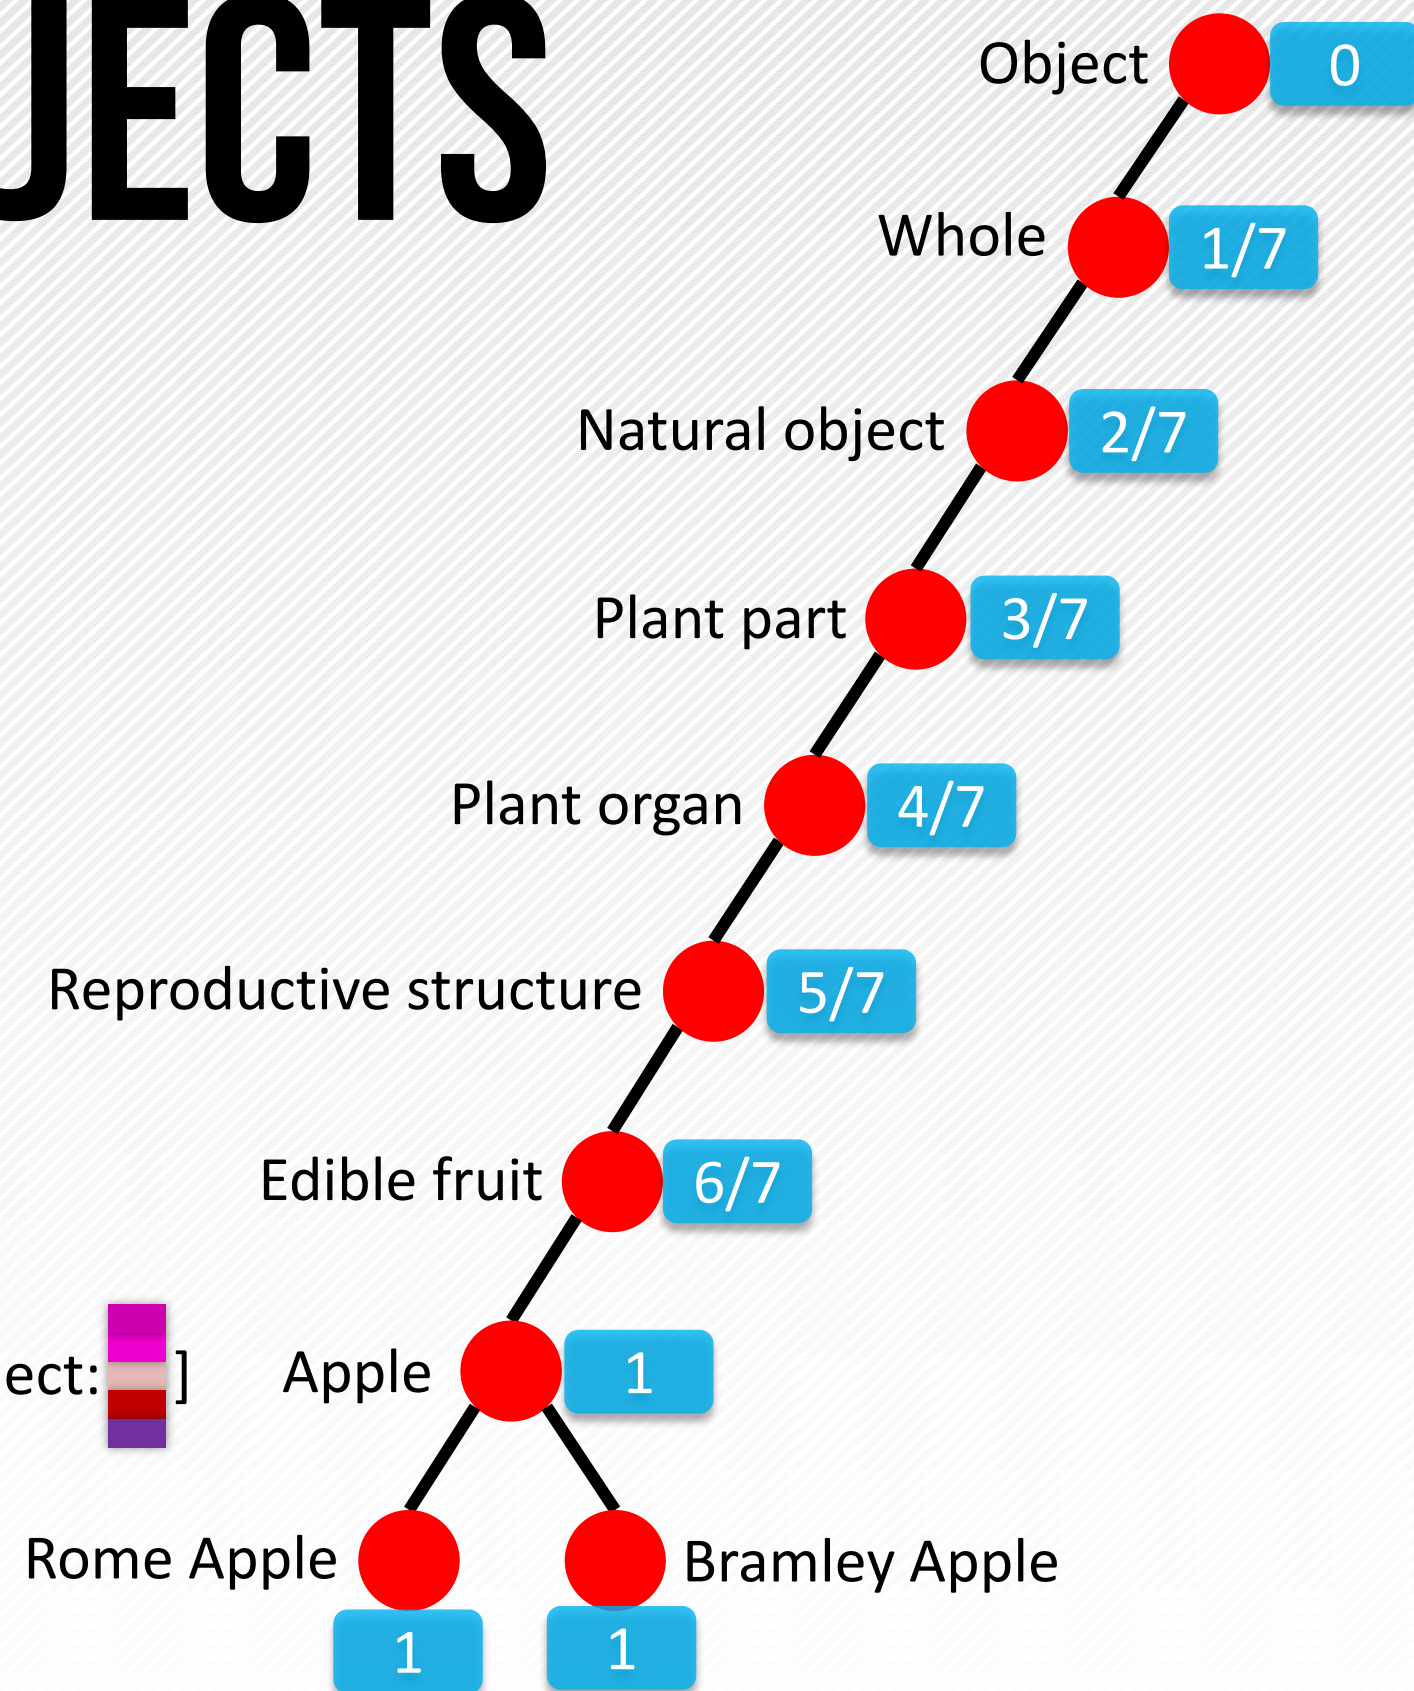 JECTS
Object 0
Whole 1/7
Natural object 2/7
Plant part 3/7
Plant organ 4/7
Reproductive structure 5/7
Edible fruit 6/7
ect: ] Apple 1
Rome Apple Bramley Apple
1 1